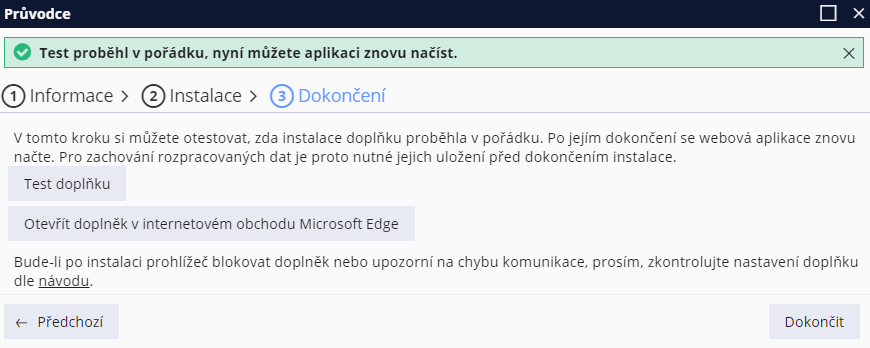 Průvodce
Test proběhl v pořádku, nyní můžete aplikaci znovu načíst.
1 Informace > 2 Instalace > 3 Dokončení
V tomto kroku si můžete otestovat, zda instalace doplňku proběhla v pořádku. Po jejím dokončení se webová aplikace znovu
načte. Pro zachování rozpracovaných dat je proto nutné jejich uložení před dokončením instalace.
Test doplňku
Otevřít doplněk v internetovém obchodu Microsoft Edge
Bude-li po instalaci prohlížeč blokovat doplněk nebo upozorní na chybu komunikace, prosím, zkontrolujte nastavení doplňku
dle návodu.
← Předchozí
Dokončit